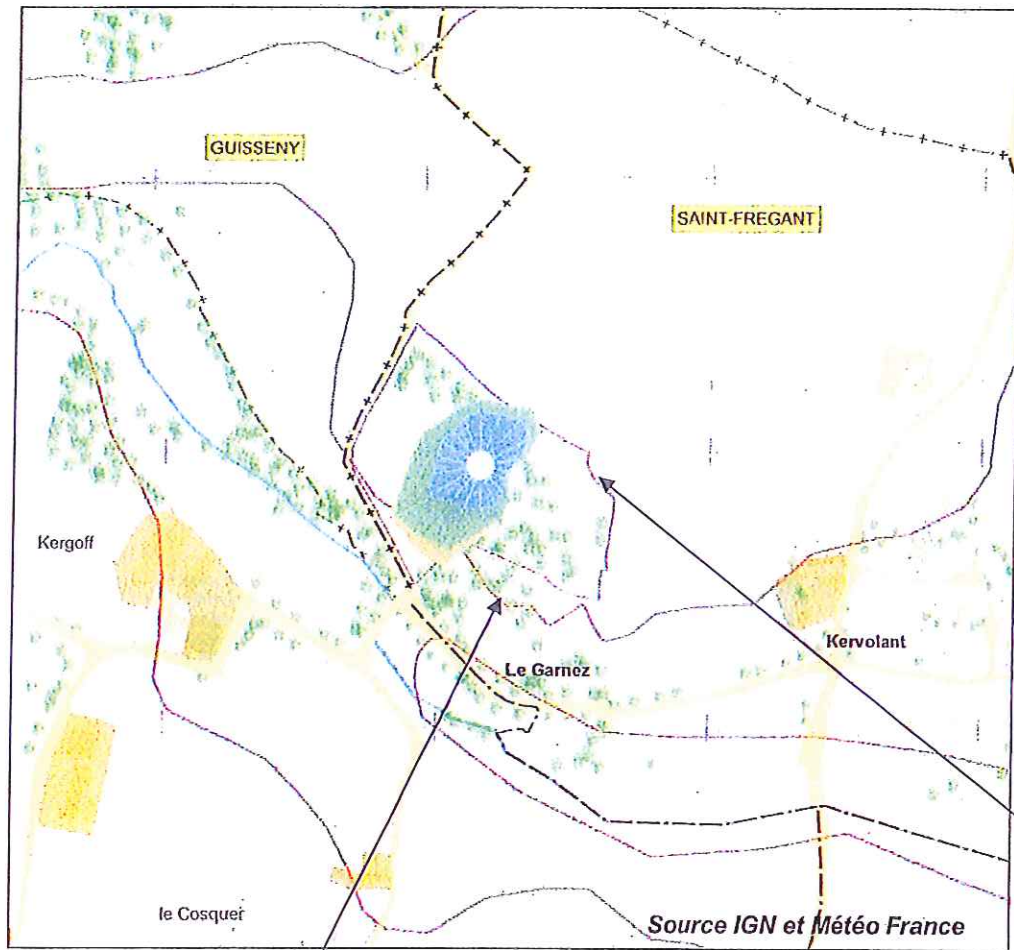 GUISSENY
SAINT-FREGANT
Kergoff
Kervolant
Le Garnez
le Cosquer
Source IGN et Météo France